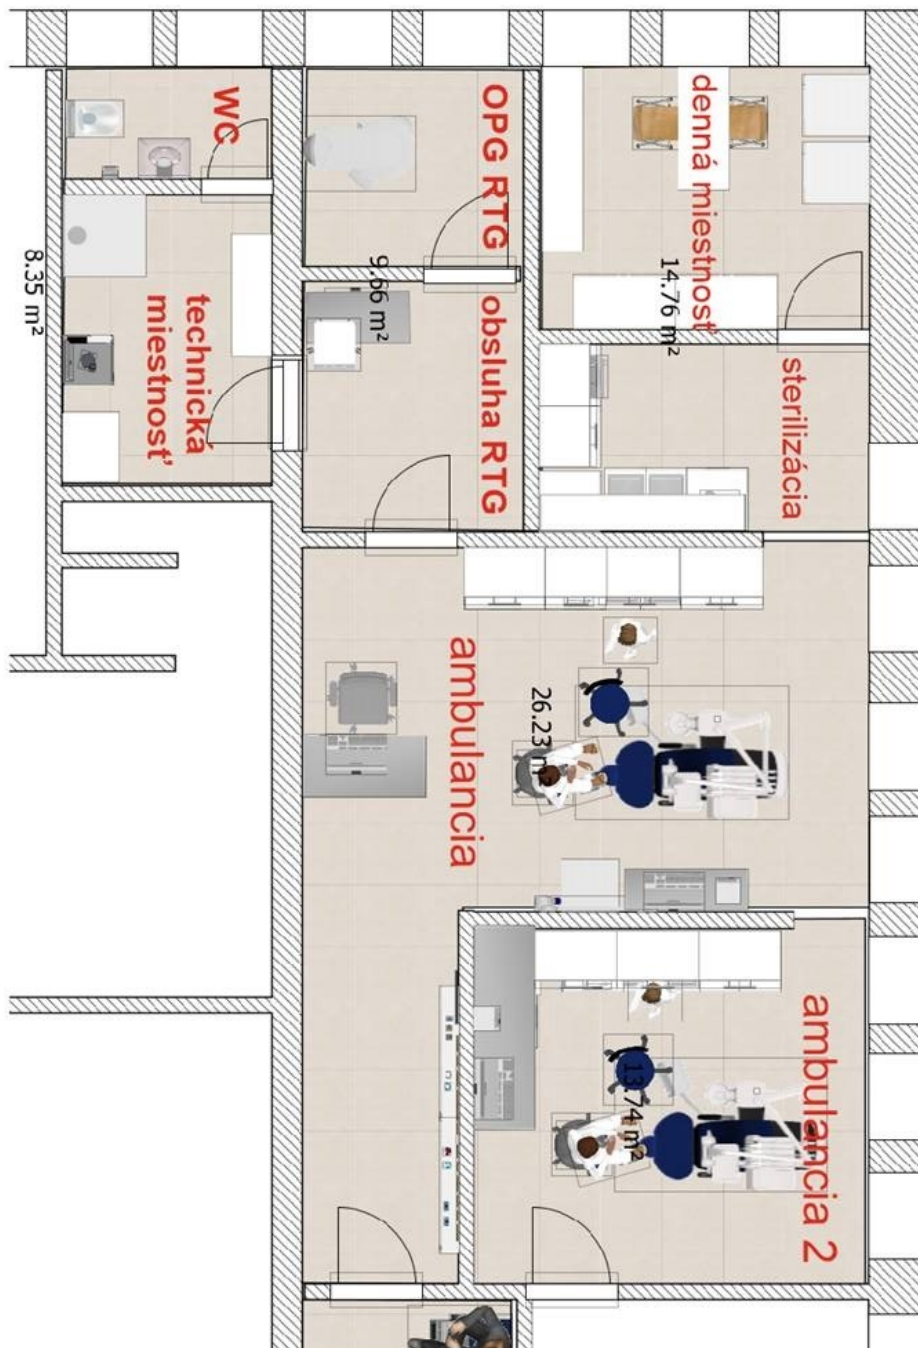 WC
OPG RTG
denná miestnosť
8.35 m²
technická
miestnosť
9.66 m²
obsluha RTG
14.76 m²
sterilizácia
ambulancia
26.23 m²
ambulancia 2
13.74 m²